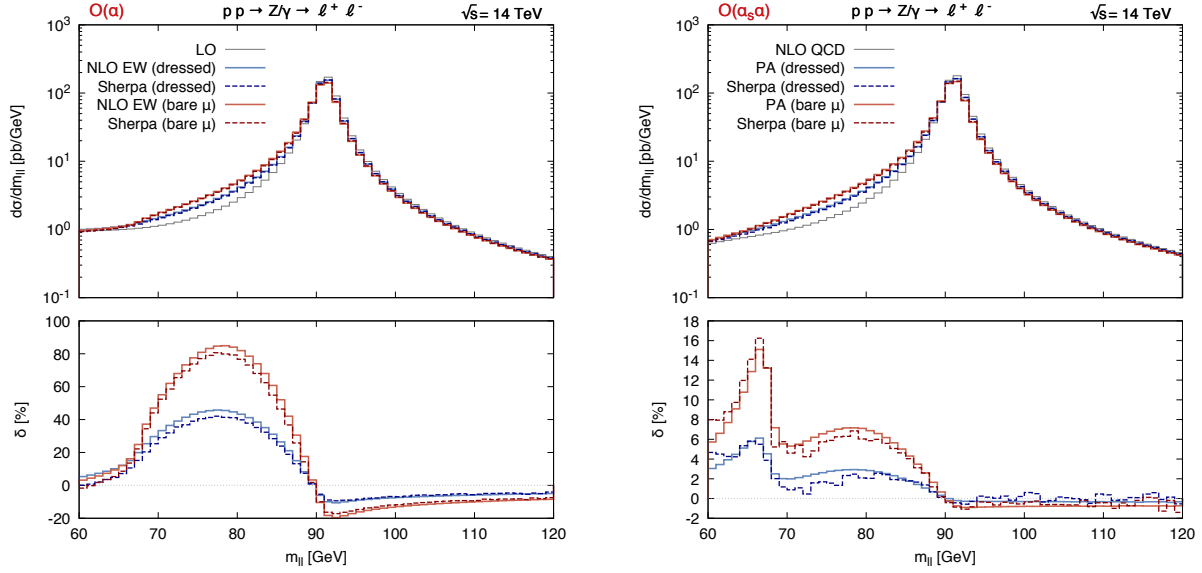 O(α) p p → Z/γ → ℓ⁺ ℓ⁻ √s = 14 TeV
LO
NLO EW (dressed)
Sherpa (dressed)
NLO EW (bare μ)
Sherpa (bare μ)
dσ/dm_ll [pb/GeV]
10³
10²
10¹
10⁰
10⁻¹
δ [%]
100
80
60
40
20
0
-20
60 70 80 90 100 110 120
m_ll [GeV]
O(α_sα) p p → Z/γ → ℓ⁺ ℓ⁻ √s = 14 TeV
NLO QCD
PA (dressed)
Sherpa (dressed)
PA (bare μ)
Sherpa (bare μ)
dσ/dm_ll [pb/GeV]
10³
10²
10¹
10⁰
10⁻¹
δ [%]
18
16
14
12
10
8
6
4
2
0
-2
60 70 80 90 100 110 120
m_ll [GeV]